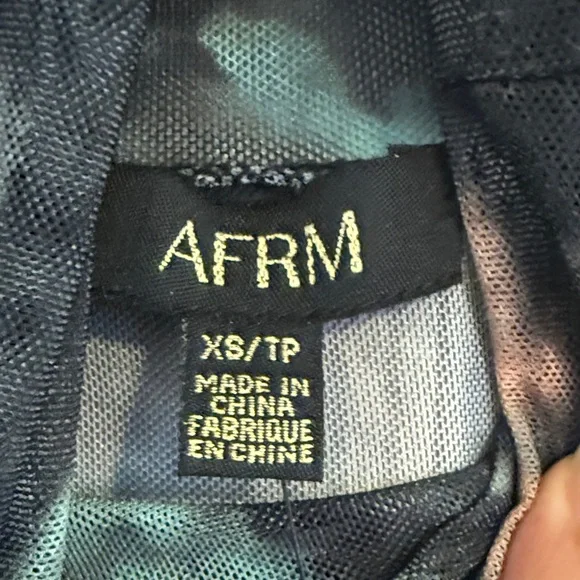 AFRM
XS/TP
MADE IN
CHINA
FABRIQUE
EN CHINE